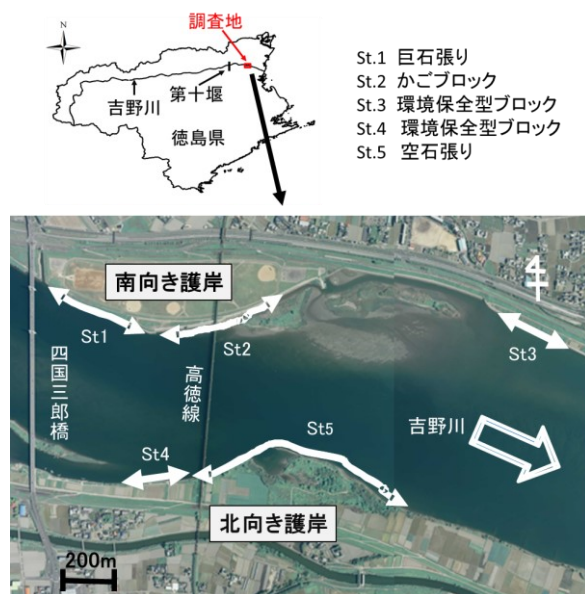 調査地
第十堰
吉野川
徳島県
St.1 巨石張り
St.2 かごブロック
St.3 環境保全型ブロック
St.4 環境保全型ブロック
St.5 空石張り
南向き護岸
St1
St2
St3
四国三郎橋
高徳線
St5
吉野川
St4
北向き護岸
200m